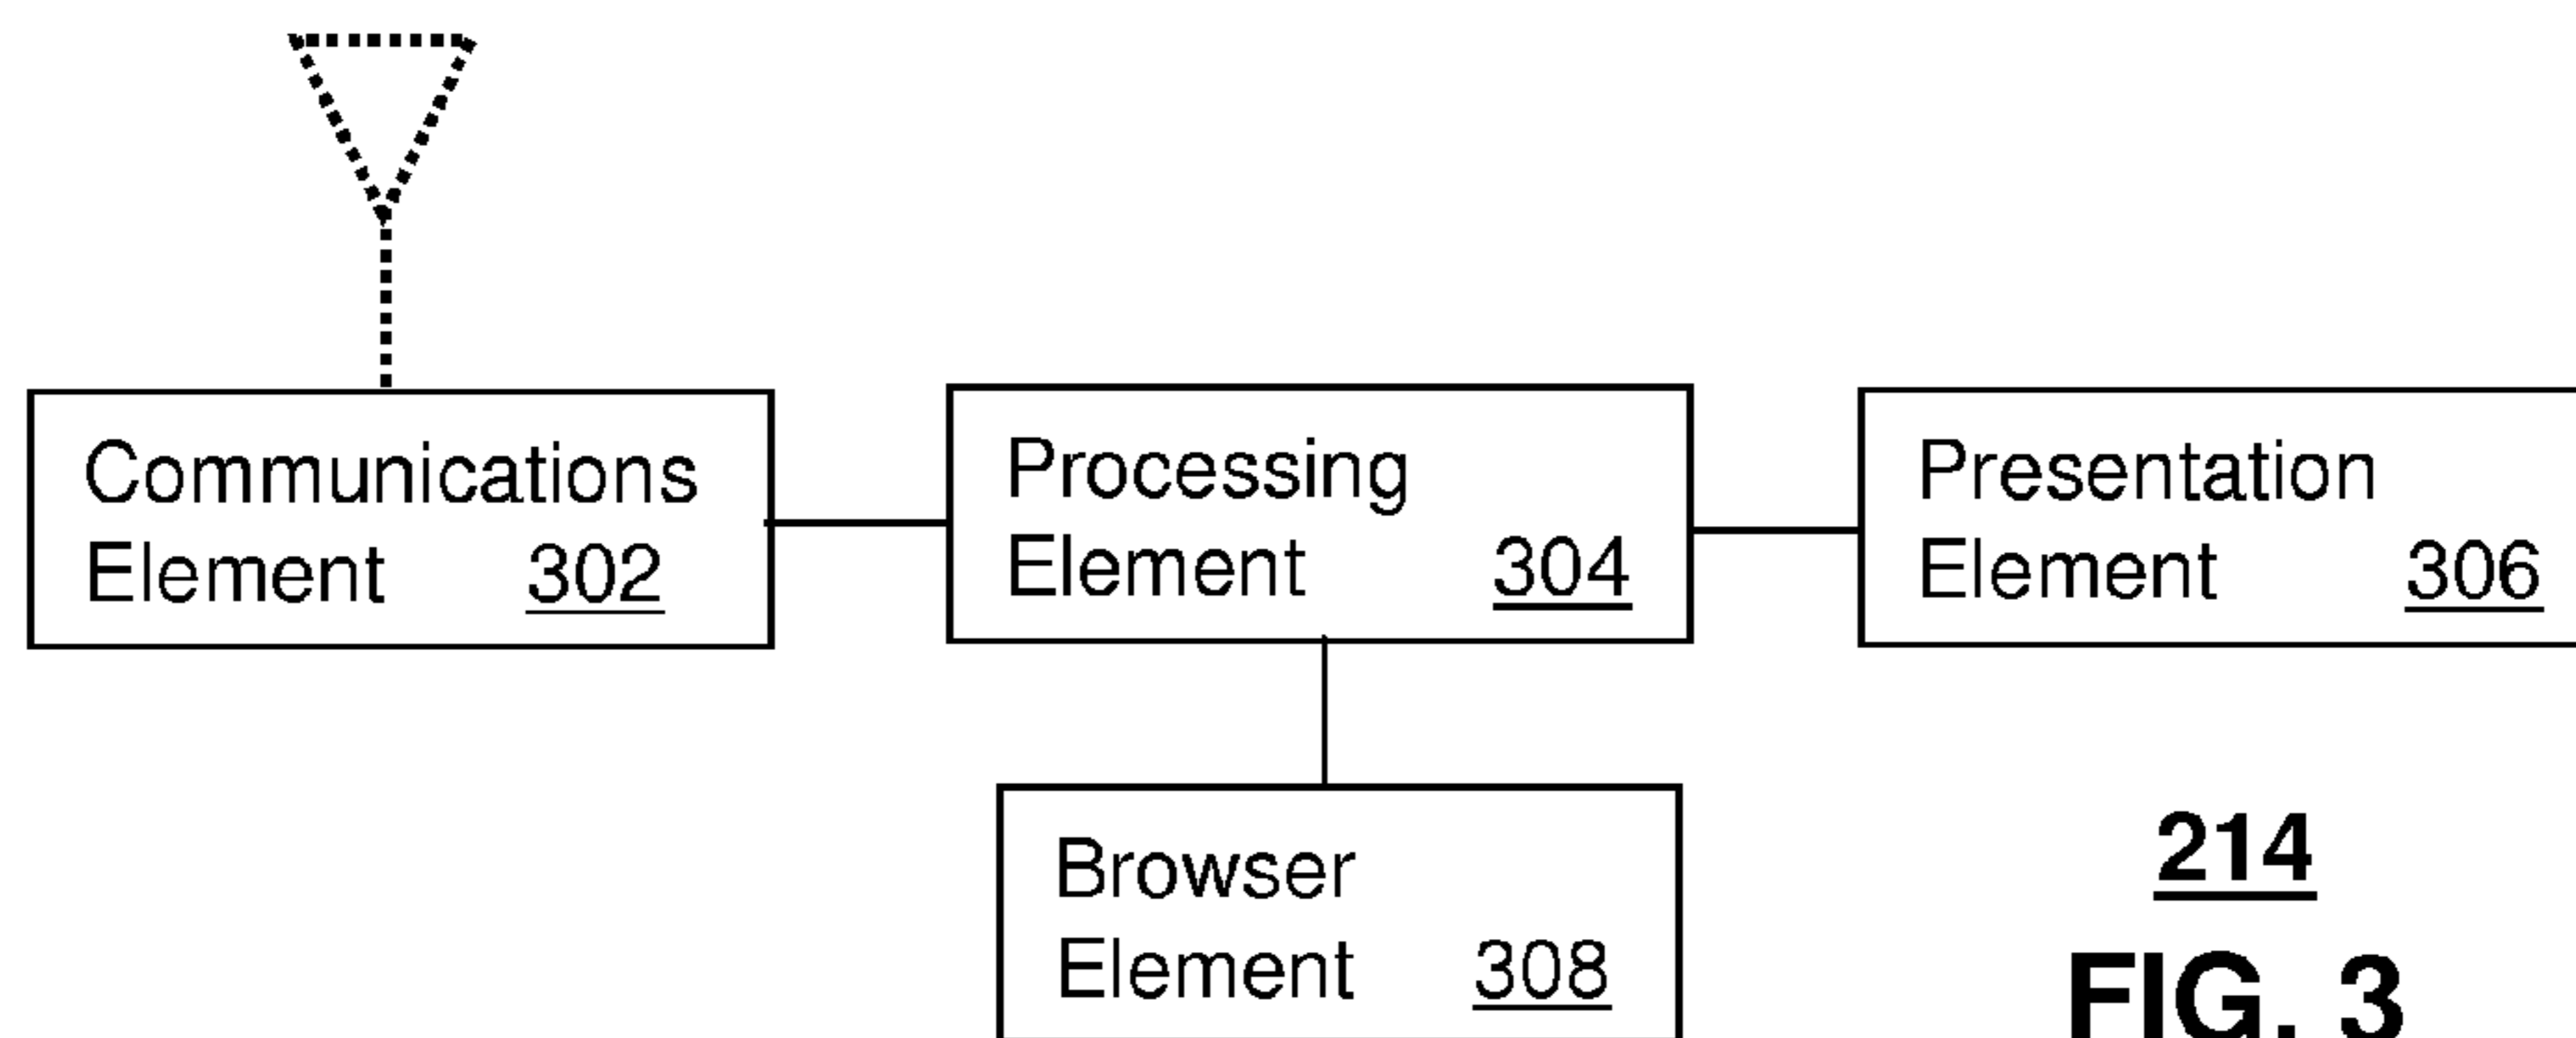 Communications
Element 302
Processing
Element 304
Presentation
Element 306
Browser
Element 308
214
FIG. 3